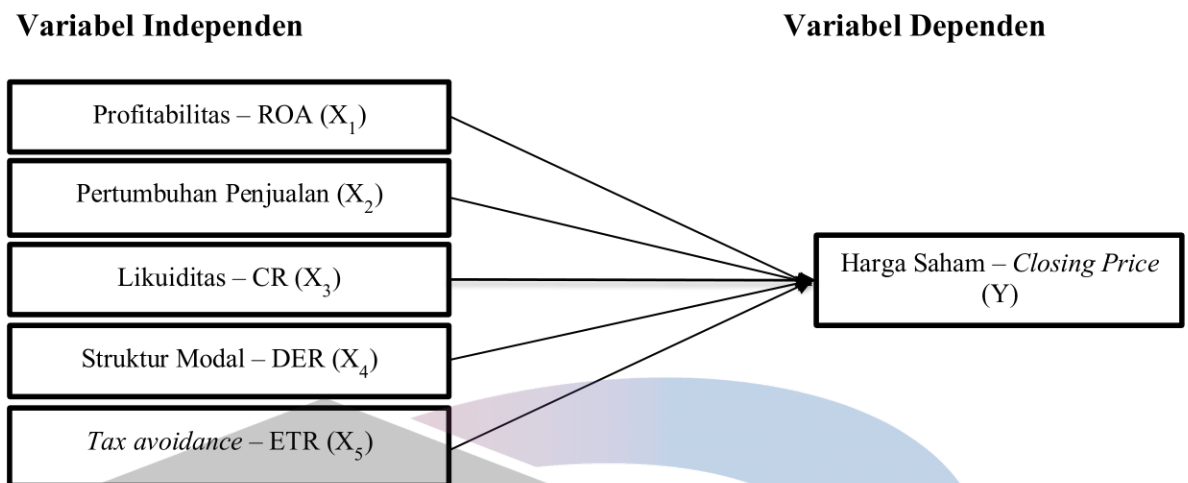 Variabel Independen
Variabel Dependen
Profitabilitas – ROA (X₁)
Pertumbuhan Penjualan (X₂)
Likuiditas – CR (X₃)
Struktur Modal – DER (X₄)
Tax avoidance – ETR (X₅)
Harga Saham – Closing Price
(Y)